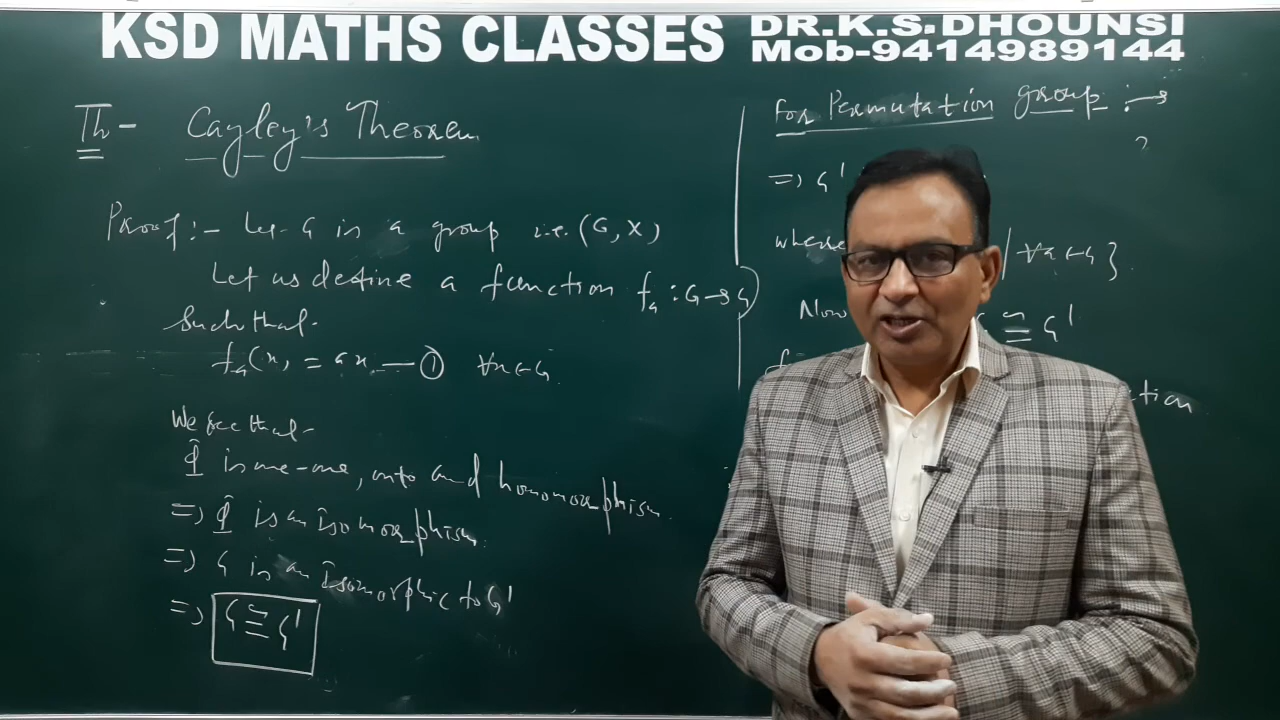 KSD MATHS CLASSES
DR.K.S.DHOUNSI
Mob-9414989144
Th- Cayley's Theorem
Proof:- Let G is a group i.e. (G, X)
Let us define a function fₐ : G→G
Such that
fₐ(x) = ax — ① ∀x∈G
We see that-
Φ is one-one, onto and homomorphism.
=> Φ is an isomorphism.
=> G is an isomorphic to G'
=> G ≅ G'
For Permutation group :→
=> G'
where | ∀a∈G}
Now ≅ G'
ction